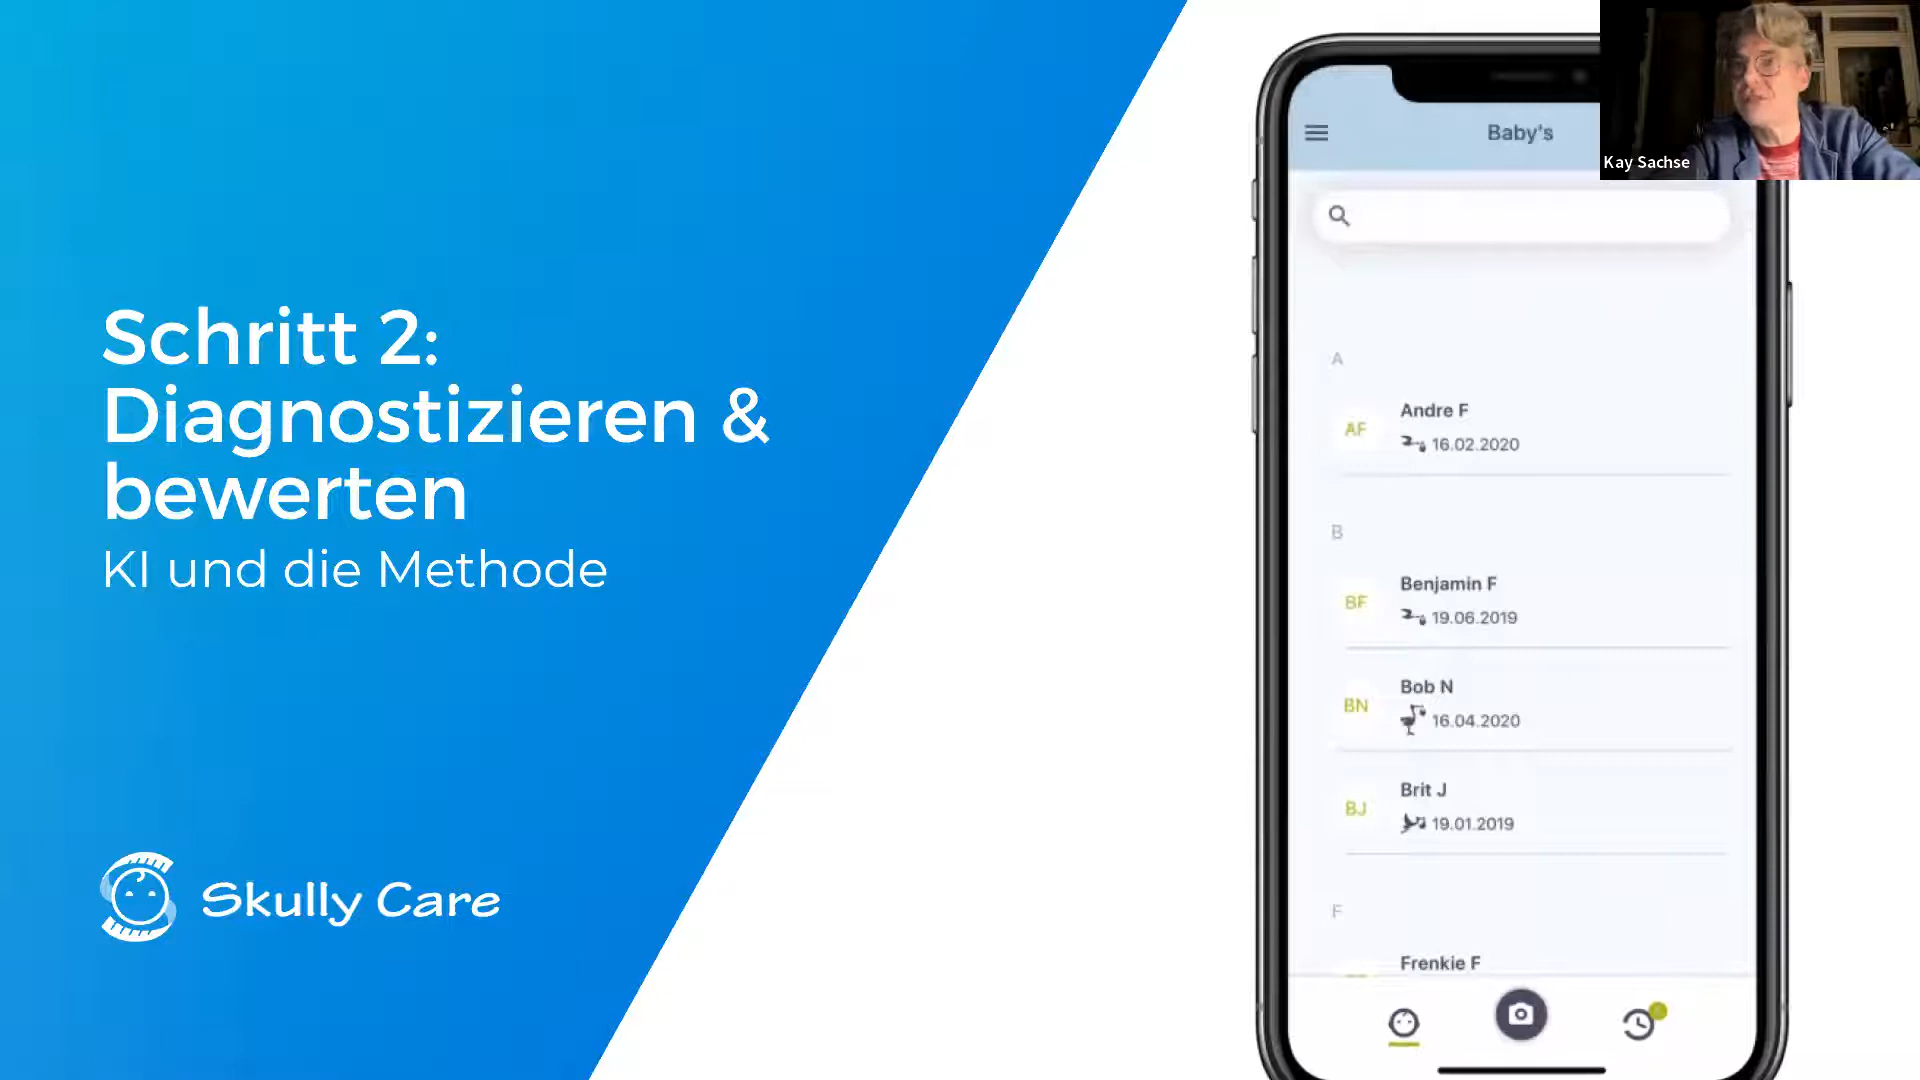 Schritt 2:
Diagnostizieren &
bewerten
KI und die Methode
Skully Care
Baby's
A
AF
Andre F
16.02.2020
B
BF
Benjamin F
19.06.2019
BN
Bob N
16.04.2020
BJ
Brit J
19.01.2019
F
Frenkie F
Kay Sachse